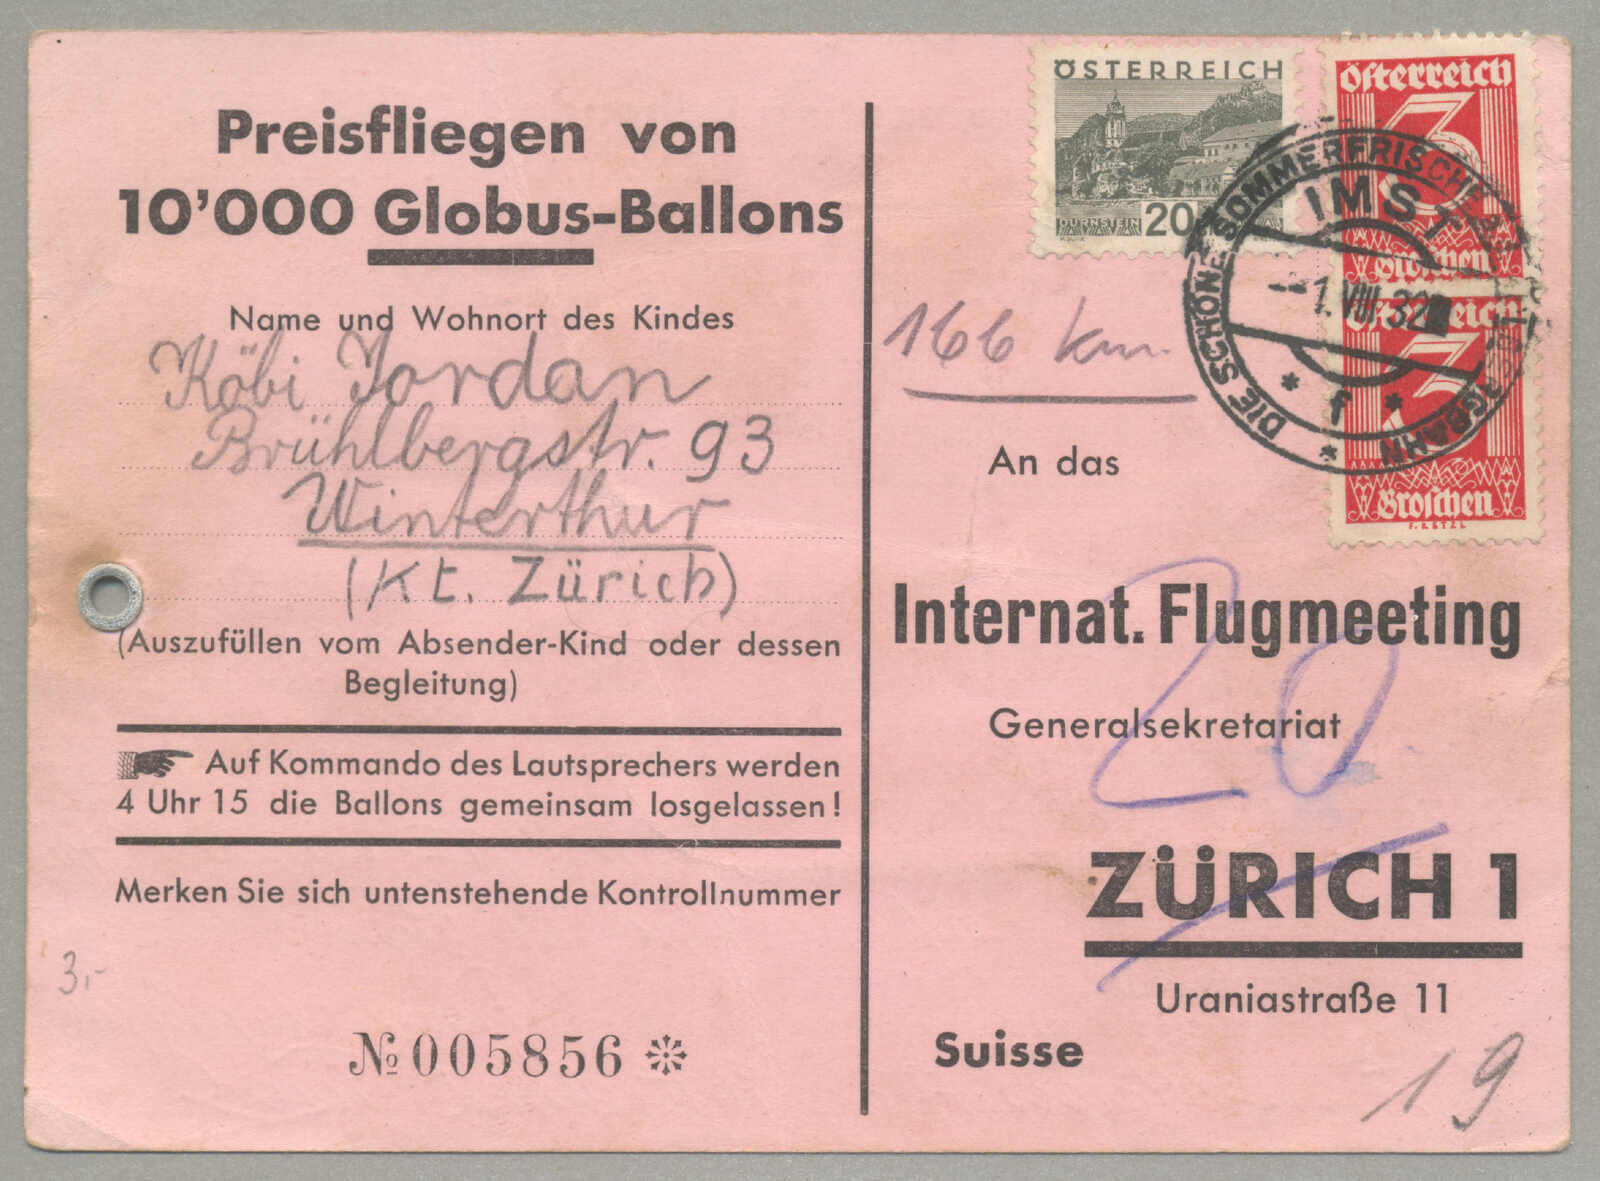 Preisfliegen von
10'000 Globus-Ballons
Name und Wohnort des Kindes
Köbi Jordan
Brühlbergstr. 93
Winterthur
(Kt. Zürich)
(Auszufüllen vom Absender-Kind oder dessen
Begleitung)
Auf Kommando des Lautsprechers werden
4 Uhr 15 die Ballons gemeinsam losgelassen!
Merken Sie sich untenstehende Kontrollnummer
3.-
№ 005856
ÖSTERREICH
DÜRNSTEIN 20
Österreich
3
Groschen
Österreich
3
Groschen
DIE SCHÖNE SOMMERFRISCHE
IMST
-1.VIII.32
* f *
166 km.
An das
Internat. Flugmeeting
20
Generalsekretariat
ZÜRICH 1
Uraniastraße 11
Suisse
19